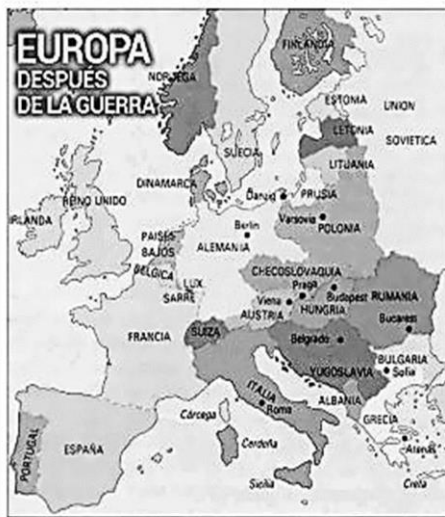 EUROPA
DESPUÉS
DE LA GUERRA
FINLANDIA
NORUEGA
ESTONIA
UNION
SOVIETICA
LETONIA
SUECIA
LITUANIA
DINAMARCA
REINO UNIDO
IRLANDA
Danzig
PRUSIA
Varsovia
POLONIA
Berlin
PAISES
BAJOS
ALEMANIA
BELGICA
CHECOSLOVAQUIA
LUX
SARRE
Praga
Budapest
RUMANIA
Viena
HUNGRIA
AUSTRIA
FRANCIA
SUIZA
Bucarest
Belgrado
BULGARIA
YUGOSLAVIA
Sofia
ITALIA
ALBANIA
Roma
GRECIA
Córcega
PORTUGAL
ESPAÑA
Cerdeña
Atenas
Sicilia
Creta